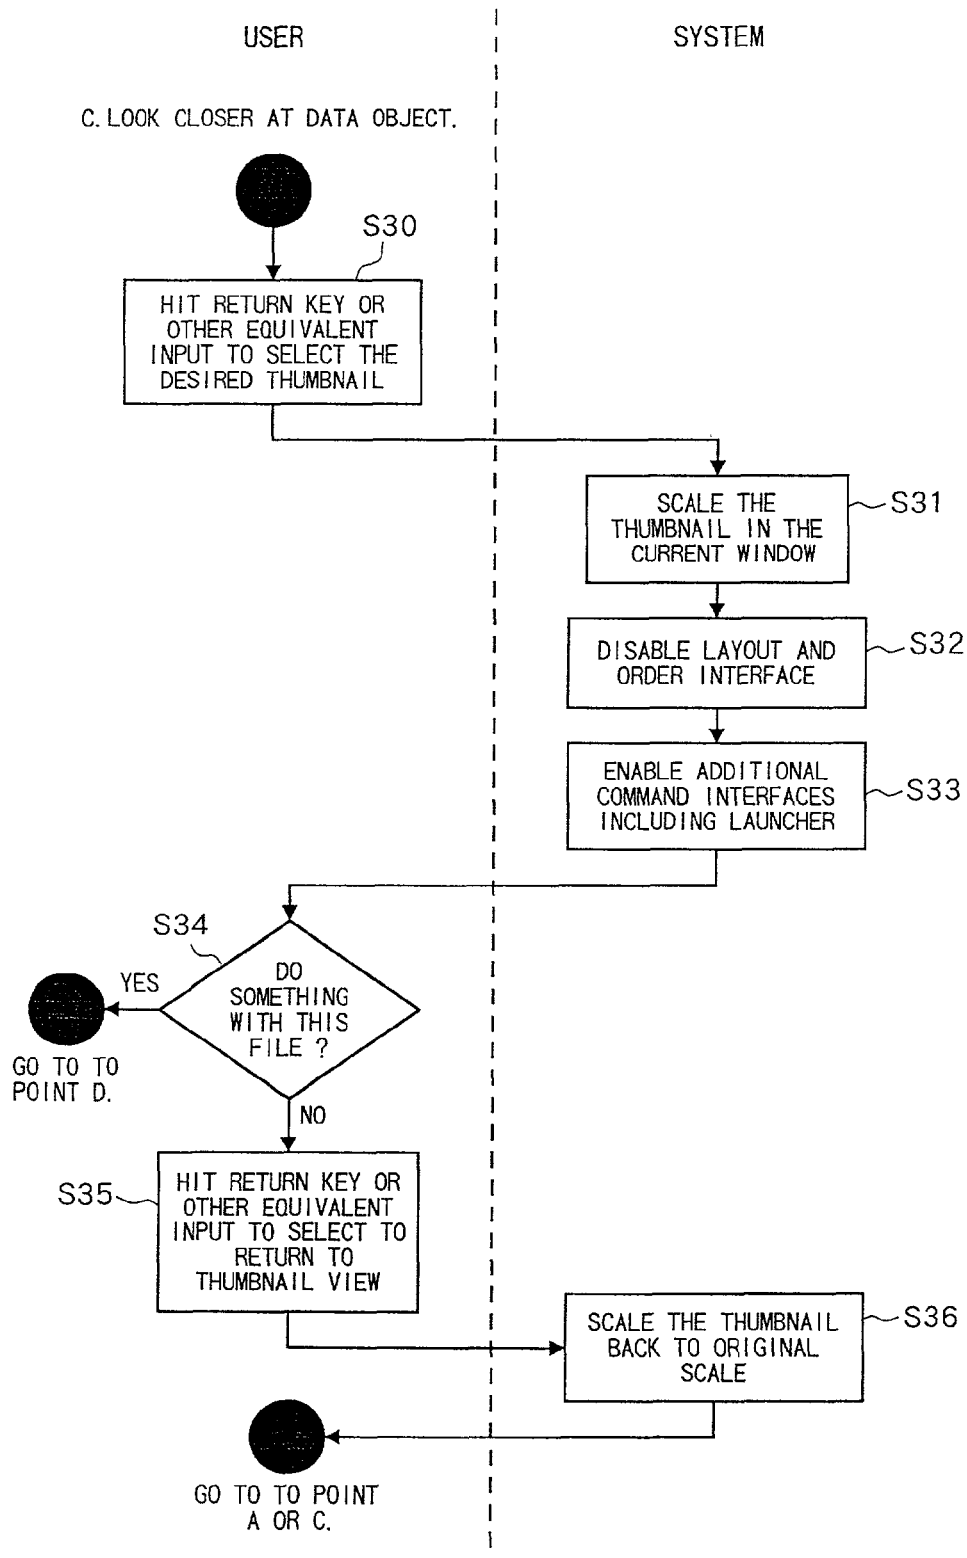 USER
SYSTEM
C. LOOK CLOSER AT DATA OBJECT.
S30
HIT RETURN KEY OR
OTHER EQUIVALENT
INPUT TO SELECT THE
DESIRED THUMBNAIL
SCALE THE
THUMBNAIL IN THE
CURRENT WINDOW
S31
DISABLE LAYOUT AND
ORDER INTERFACE
S32
ENABLE ADDITIONAL
COMMAND INTERFACES
INCLUDING LAUNCHER
S33
S34
DO
SOMETHING
WITH THIS
FILE ?
YES
GO TO TO
POINT D.
NO
S35
HIT RETURN KEY OR
OTHER EQUIVALENT
INPUT TO SELECT TO
RETURN TO
THUMBNAIL VIEW
SCALE THE THUMBNAIL
BACK TO ORIGINAL
SCALE
S36
GO TO TO POINT
A OR C.